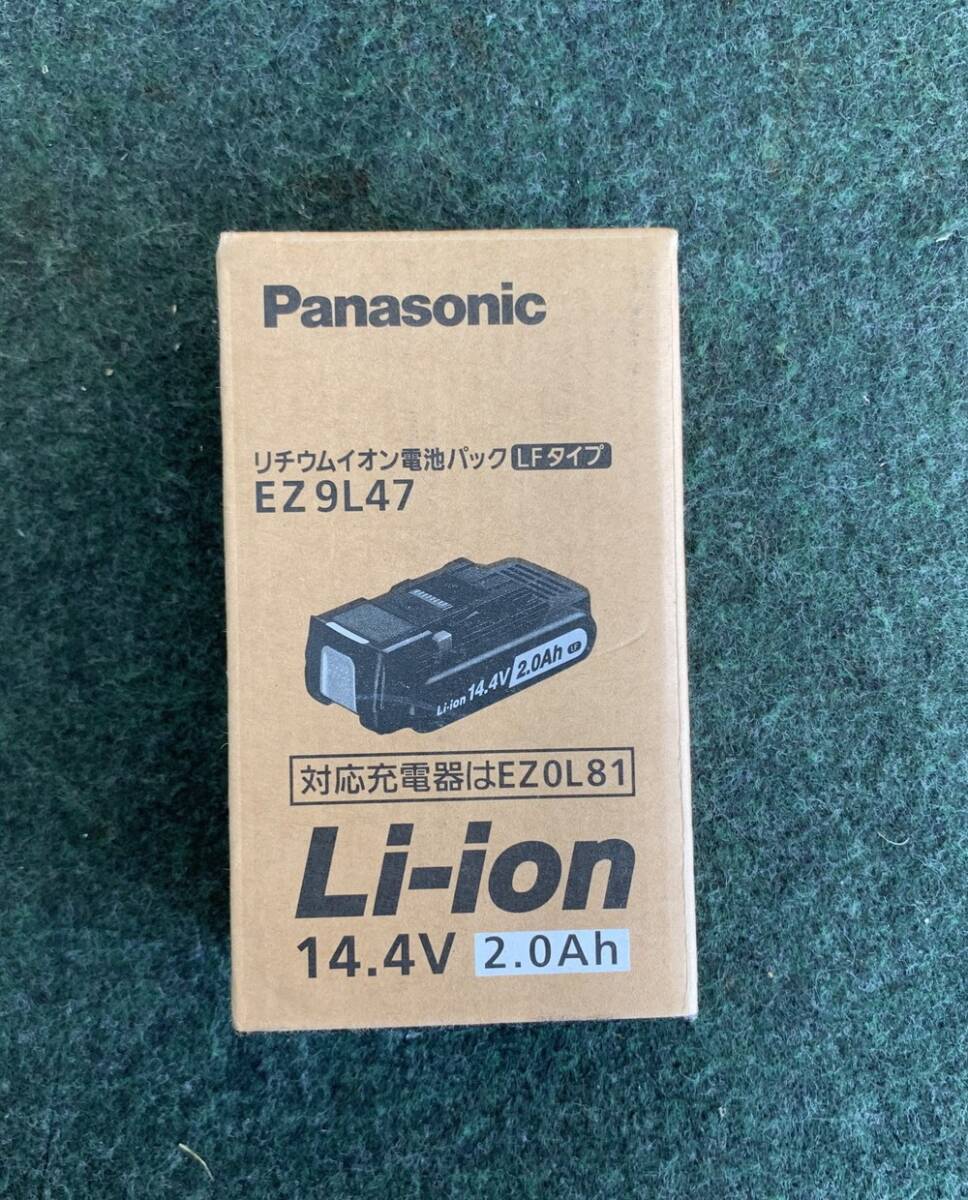 Panasonic
リチウムイオン電池パック LFタイプ
EZ9L47
Li-ion 14.4V 2.0Ah LF
対応充電器はEZ0L81
Li-ion
14.4V 2.0Ah